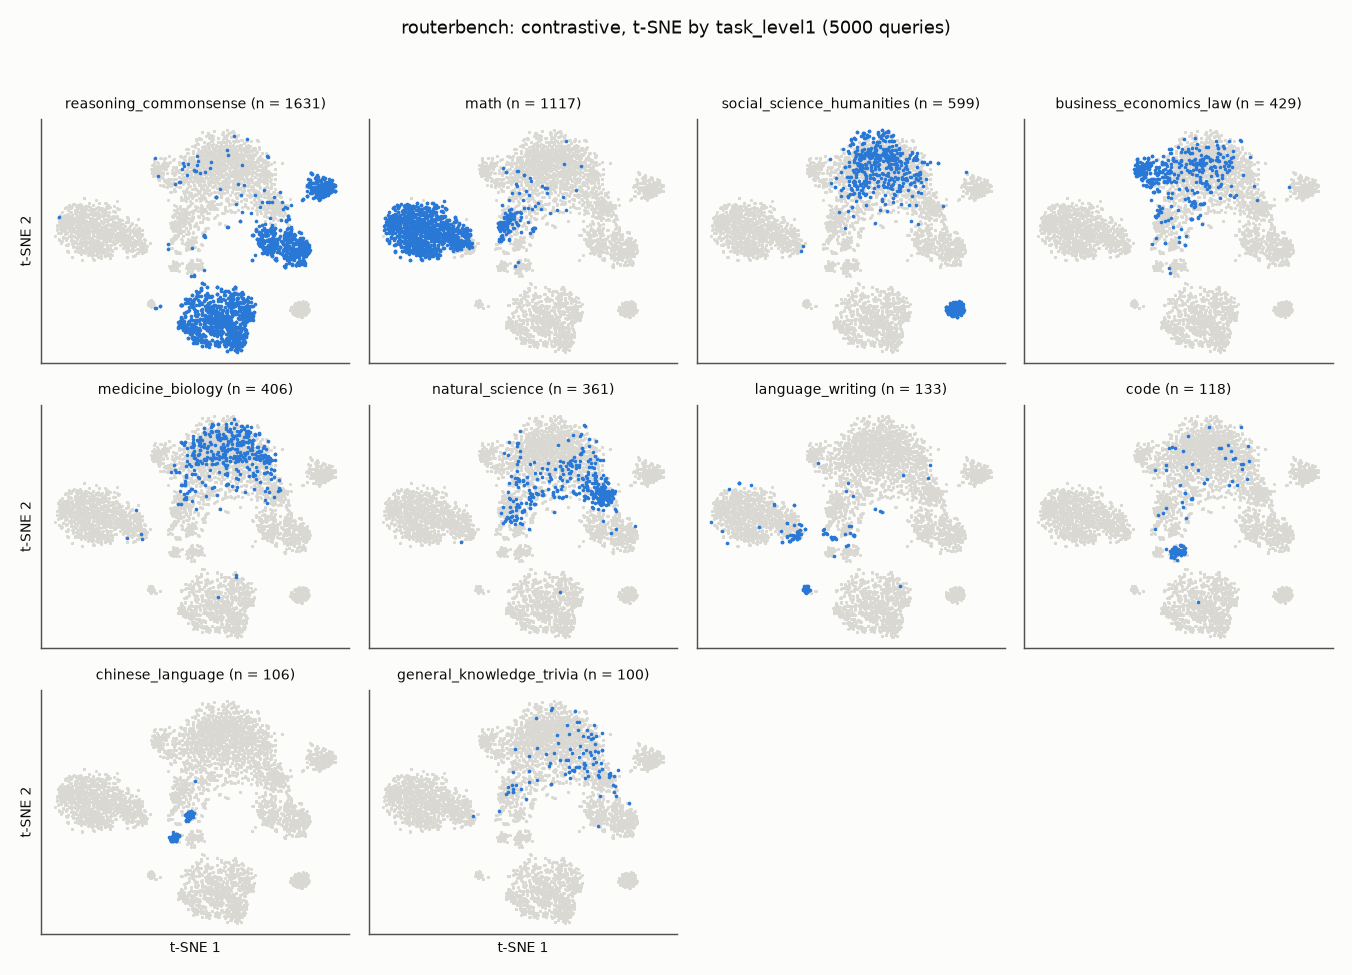 routerbench: contrastive, t-SNE by task_level1 (5000 queries)
reasoning_commonsense (n = 1631)
math (n = 1117)
social_science_humanities (n = 599)
business_economics_law (n = 429)
t-SNE 2
medicine_biology (n = 406)
natural_science (n = 361)
language_writing (n = 133)
code (n = 118)
t-SNE 2
chinese_language (n = 106)
general_knowledge_trivia (n = 100)
t-SNE 2
t-SNE 1
t-SNE 1